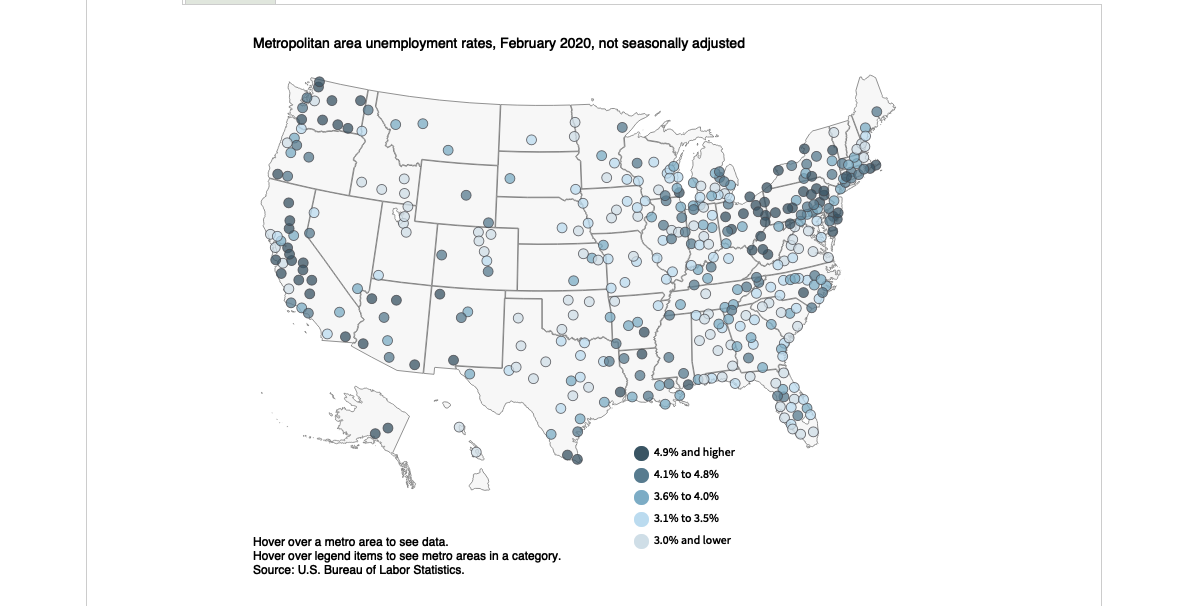 Metropolitan area unemployment rates, February 2020, not seasonally adjusted
4.9% and higher
4.1% to 4.8%
3.6% to 4.0%
3.1% to 3.5%
3.0% and lower
Hover over a metro area to see data.
Hover over legend items to see metro areas in a category.
Source: U.S. Bureau of Labor Statistics.